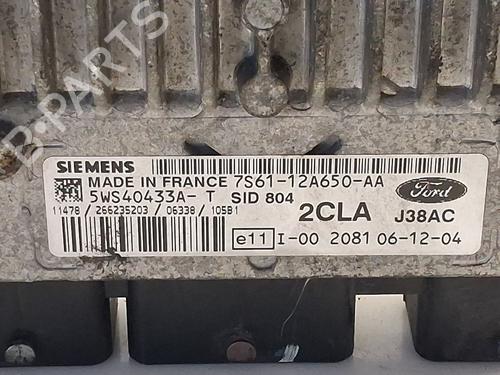 B-PARTS
SIEMENS
MADE IN FRANCE 7S61-12A650-AA
5WS40433A- T SID 804
11478 / 266235203 / 06338 / 10581
2CLA J38AC
Ford
e11 I-00 2081 06-12-04